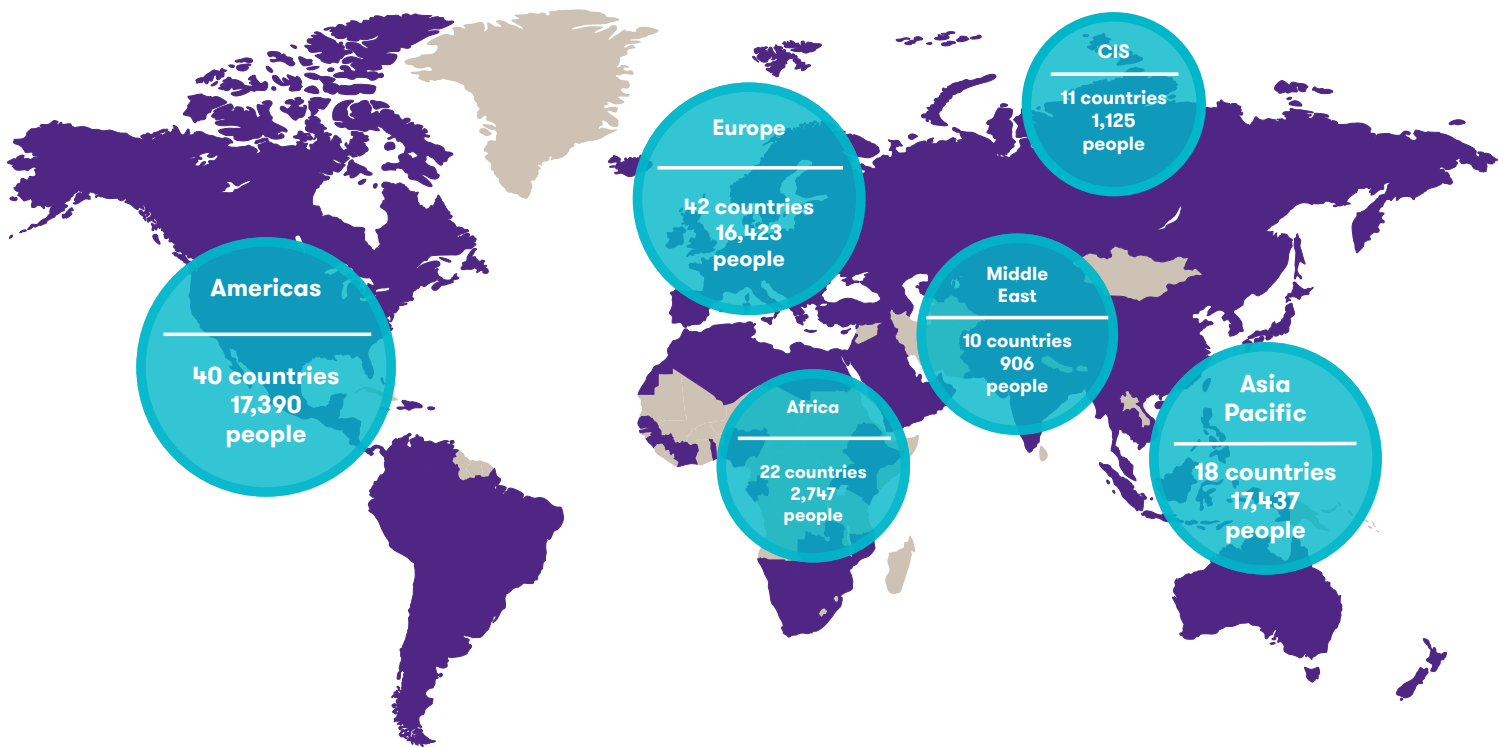 CIS
11 countries
1,125
people
Europe
42 countries
16,423
people
Americas
40 countries
17,390
people
Middle
East
10 countries
906
people
Africa
22 countries
2,747
people
Asia
Pacific
18 countries
17,437
people